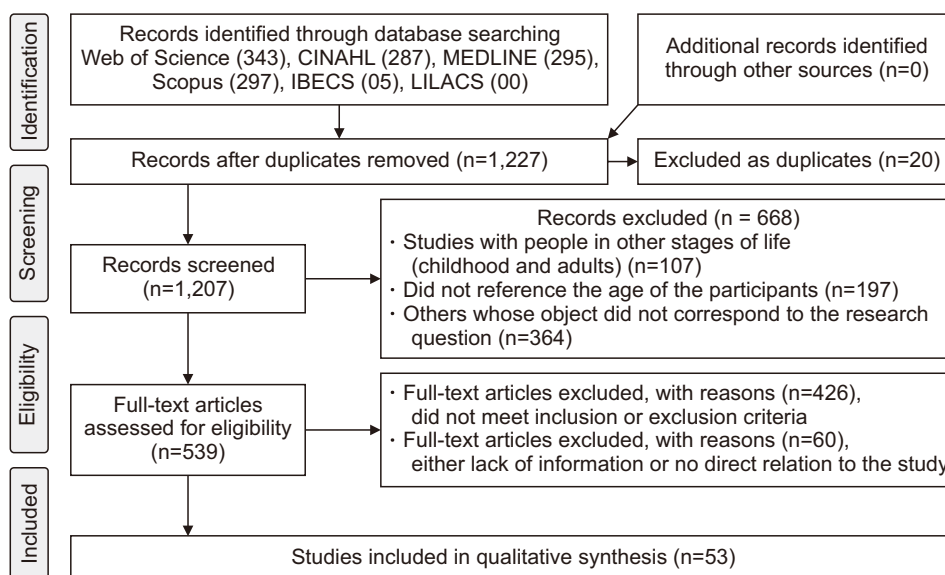 Identification
Records identified through database searching
Web of Science (343), CINAHL (287), MEDLINE (295),
Scopus (297), IBECS (05), LILACS (00)
Additional records identified
through other sources (n=0)
Records after duplicates removed (n=1,227)
Excluded as duplicates (n=20)
Screening
Records screened
(n=1,207)
Records excluded (n = 668)
· Studies with people in other stages of life
(childhood and adults) (n=107)
· Did not reference the age of the participants (n=197)
· Others whose object did not correspond to the research
question (n=364)
Eligibility
Full-text articles
assessed for eligibility
(n=539)
· Full-text articles excluded, with reasons (n=426),
did not meet inclusion or exclusion criteria
· Full-text articles excluded, with reasons (n=60),
either lack of information or no direct relation to the study
Included
Studies included in qualitative synthesis (n=53)